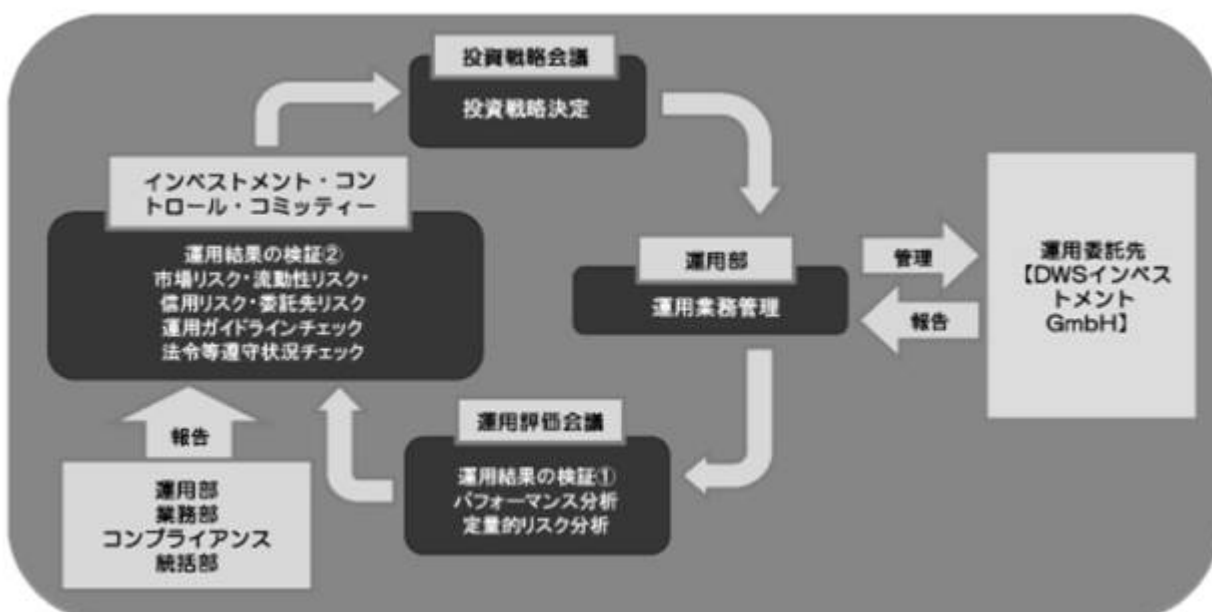 投資戦略会議
投資戦略決定
インベストメント・コン
トロール・コミッティー
運用結果の検証②
市場リスク・流動性リスク・
信用リスク・委託先リスク
運用ガイドラインチェック
法令等遵守状況チェック
運用部
運用業務管理
管理
報告
運用委託先
【DWSインベス
トメント
GmbH】
運用評価会議
運用結果の検証①
パフォーマンス分析
定量的リスク分析
報告
運用部
業務部
コンプライアンス
統括部